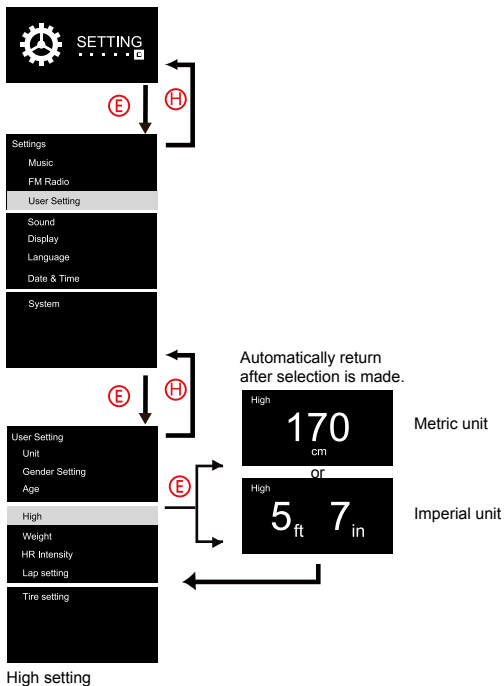 SETTING
E
H
Settings
Music
FM Radio
User Setting
Sound
Display
Language
Date & Time
System
E
H
User Setting
Unit
Gender Setting
Age
High
Weight
HR Intensity
Lap setting
Tire setting
E
Automatically return
after selection is made.
High
170
cm
Metric unit
or
High
5 ft 7 in
Imperial unit
High setting